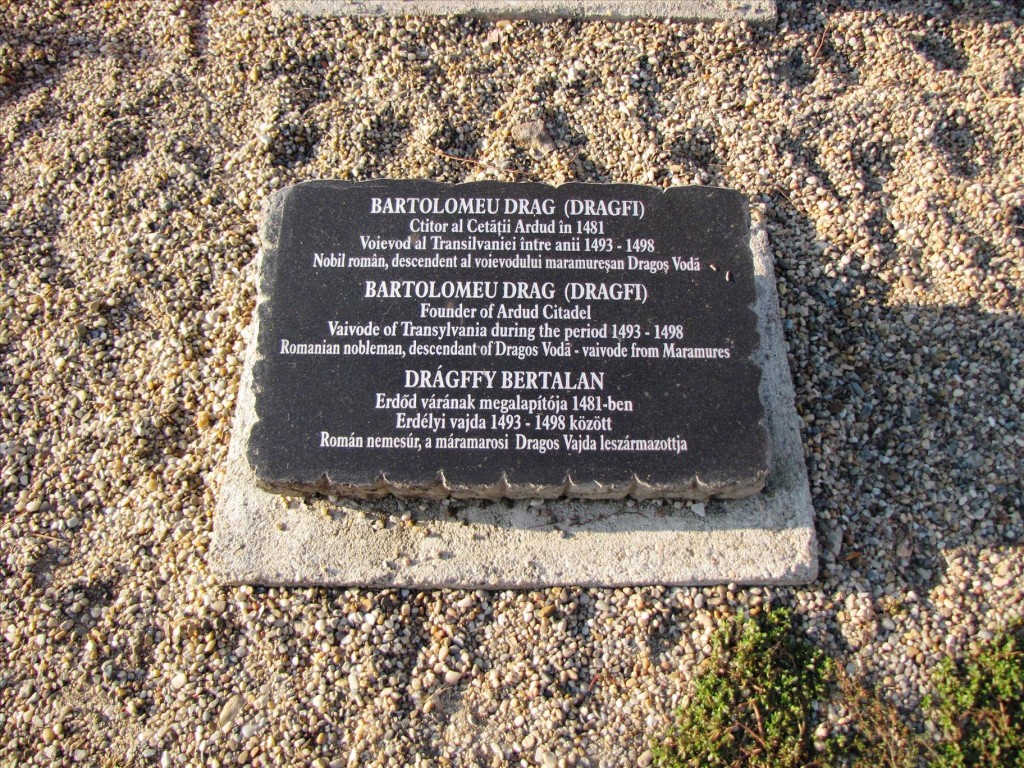 BARTOLOMEU DRAG (DRAGFI)
Ctitor al Cetății Ardud în 1481
Voievod al Transilvaniei între anii 1493 - 1498
Nobil român, descendent al voievodului maramureșan Dragoș Vodă
BARTOLOMEU DRAG (DRAGFI)
Founder of Ardud Citadel
Vaivode of Transylvania during the period 1493 - 1498
Romanian nobleman, descendant of Dragos Vodă - vaivode from Maramures
DRÁGFFY BERTALAN
Erdőd várának megalapítója 1481-ben
Erdélyi vajda 1493 - 1498 között
Román nemesúr, a máramarosi Dragos Vajda leszármazottja